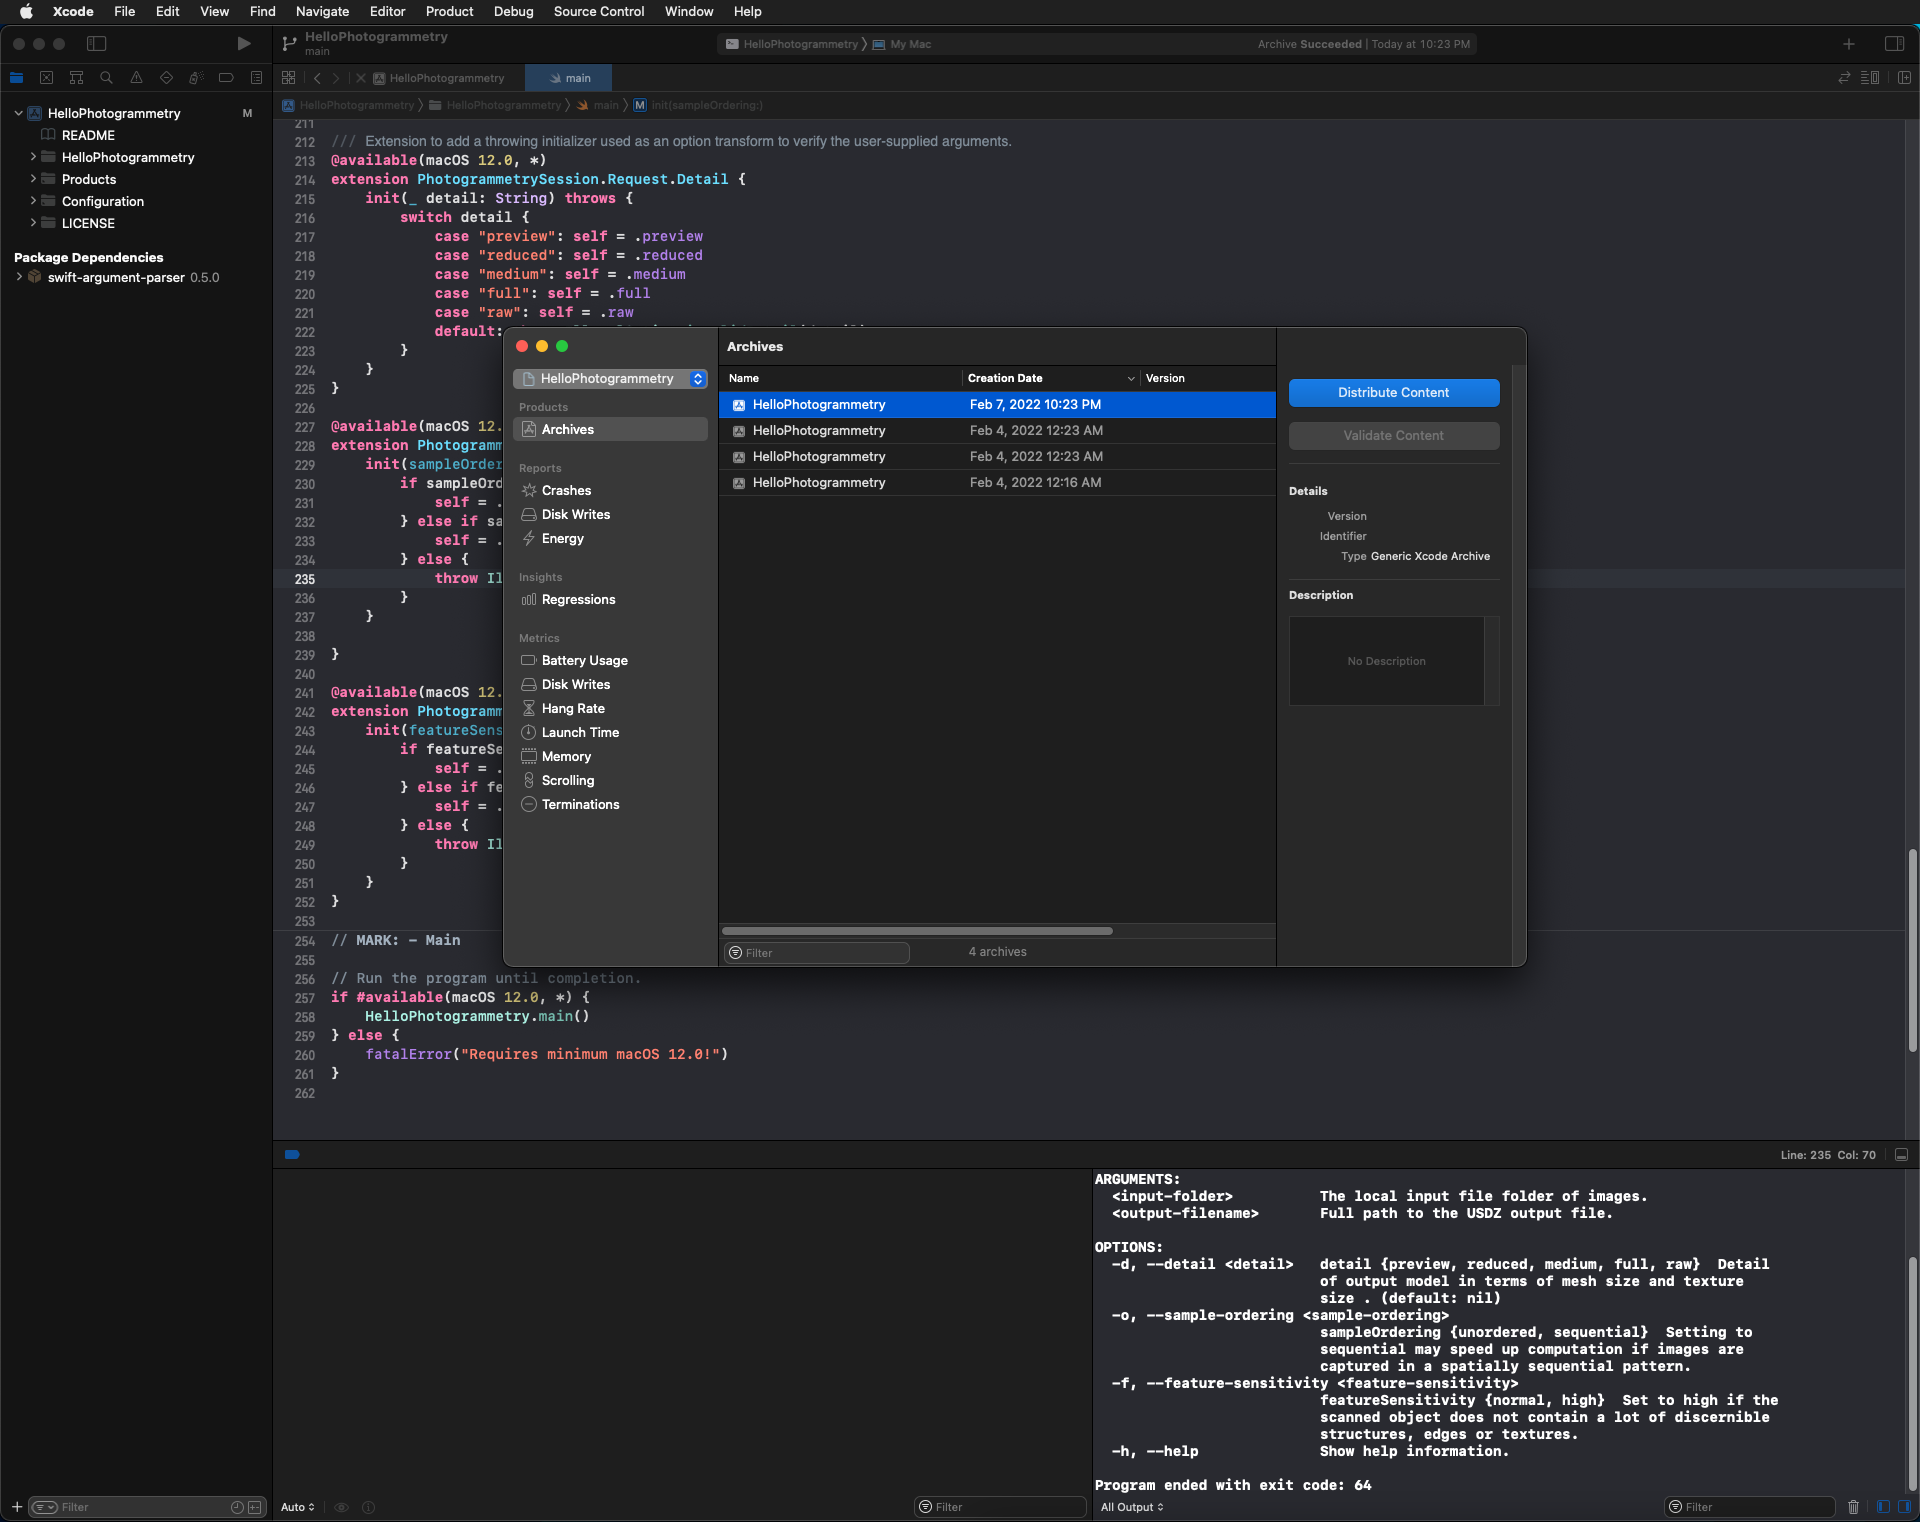 Xcode File Edit View Find Navigate Editor Product Debug Source Control Window Help
HelloPhotogrammetry
main
HelloPhotogrammetry My Mac
Archive Succeeded | Today at 10:23 PM
HelloPhotogrammetry main
HelloPhotogrammetry HelloPhotogrammetry main M init(sampleOrdering:)
HelloPhotogrammetry M
README
HelloPhotogrammetry
Products
Configuration
LICENSE
Package Dependencies
swift-argument-parser 0.5.0
211
212 /// Extension to add a throwing initializer used as an option transform to verify the user-supplied arguments.
213 @available(macOS 12.0, *)
214 extension PhotogrammetrySession.Request.Detail {
215 init(_ detail: String) throws {
216 switch detail {
217 case "preview": self = .preview
218 case "reduced": self = .reduced
219 case "medium": self = .medium
220 case "full": self = .full
221 case "raw": self = .raw
222 default:
223 }
224 }
225 }
226
227 @available(macOS 12.
228 extension Photogramm
229 init(sampleOrder
230 if sampleOrd
231 self = .
232 } else if sa
233 self = .
234 } else {
235 throw Il
236 }
237 }
238
239 }
240
241 @available(macOS 12.
242 extension Photogramm
243 init(featureSens
244 if featureSe
245 self = .
246 } else if fe
247 self = .
248 } else {
249 throw Il
250 }
251 }
252 }
253
254 // MARK: - Main
255
256 // Run the program until completion.
257 if #available(macOS 12.0, *) {
258 HelloPhotogrammetry.main()
259 } else {
260 fatalError("Requires minimum macOS 12.0!")
261 }
262
HelloPhotogrammetry
Products
Archives
Reports
Crashes
Disk Writes
Energy
Insights
Regressions
Metrics
Battery Usage
Disk Writes
Hang Rate
Launch Time
Memory
Scrolling
Terminations
Archives
Name Creation Date Version
HelloPhotogrammetry Feb 7, 2022 10:23 PM
HelloPhotogrammetry Feb 4, 2022 12:23 AM
HelloPhotogrammetry Feb 4, 2022 12:23 AM
HelloPhotogrammetry Feb 4, 2022 12:16 AM
Filter 4 archives
Distribute Content
Validate Content
Details
Version
Identifier
Type Generic Xcode Archive
Description
No Description
Line: 235 Col: 70
ARGUMENTS:
<input-folder> The local input file folder of images.
<output-filename> Full path to the USDZ output file.
OPTIONS:
-d, --detail <detail> detail {preview, reduced, medium, full, raw} Detail
of output model in terms of mesh size and texture
size . (default: nil)
-o, --sample-ordering <sample-ordering>
sampleOrdering {unordered, sequential} Setting to
sequential may speed up computation if images are
captured in a spatially sequential pattern.
-f, --feature-sensitivity <feature-sensitivity>
featureSensitivity {normal, high} Set to high if the
scanned object does not contain a lot of discernible
structures, edges or textures.
-h, --help Show help information.
Program ended with exit code: 64
Filter Auto Filter All Output Filter